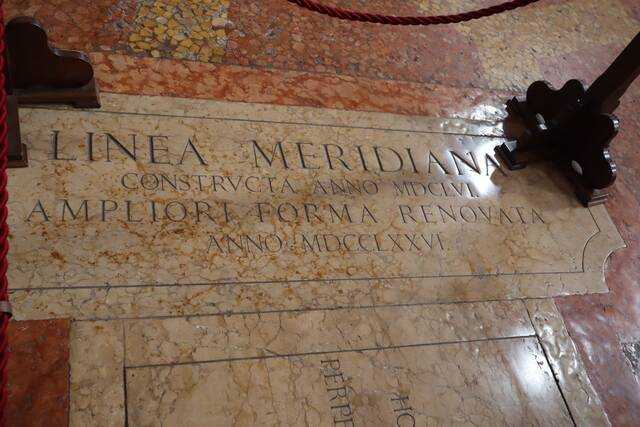 LINEA MERIDIANA
CONSTRVCTA ANNO MDCLVI
AMPLIORI FORMA RENOVATA
ANNO MDCCLXXVI